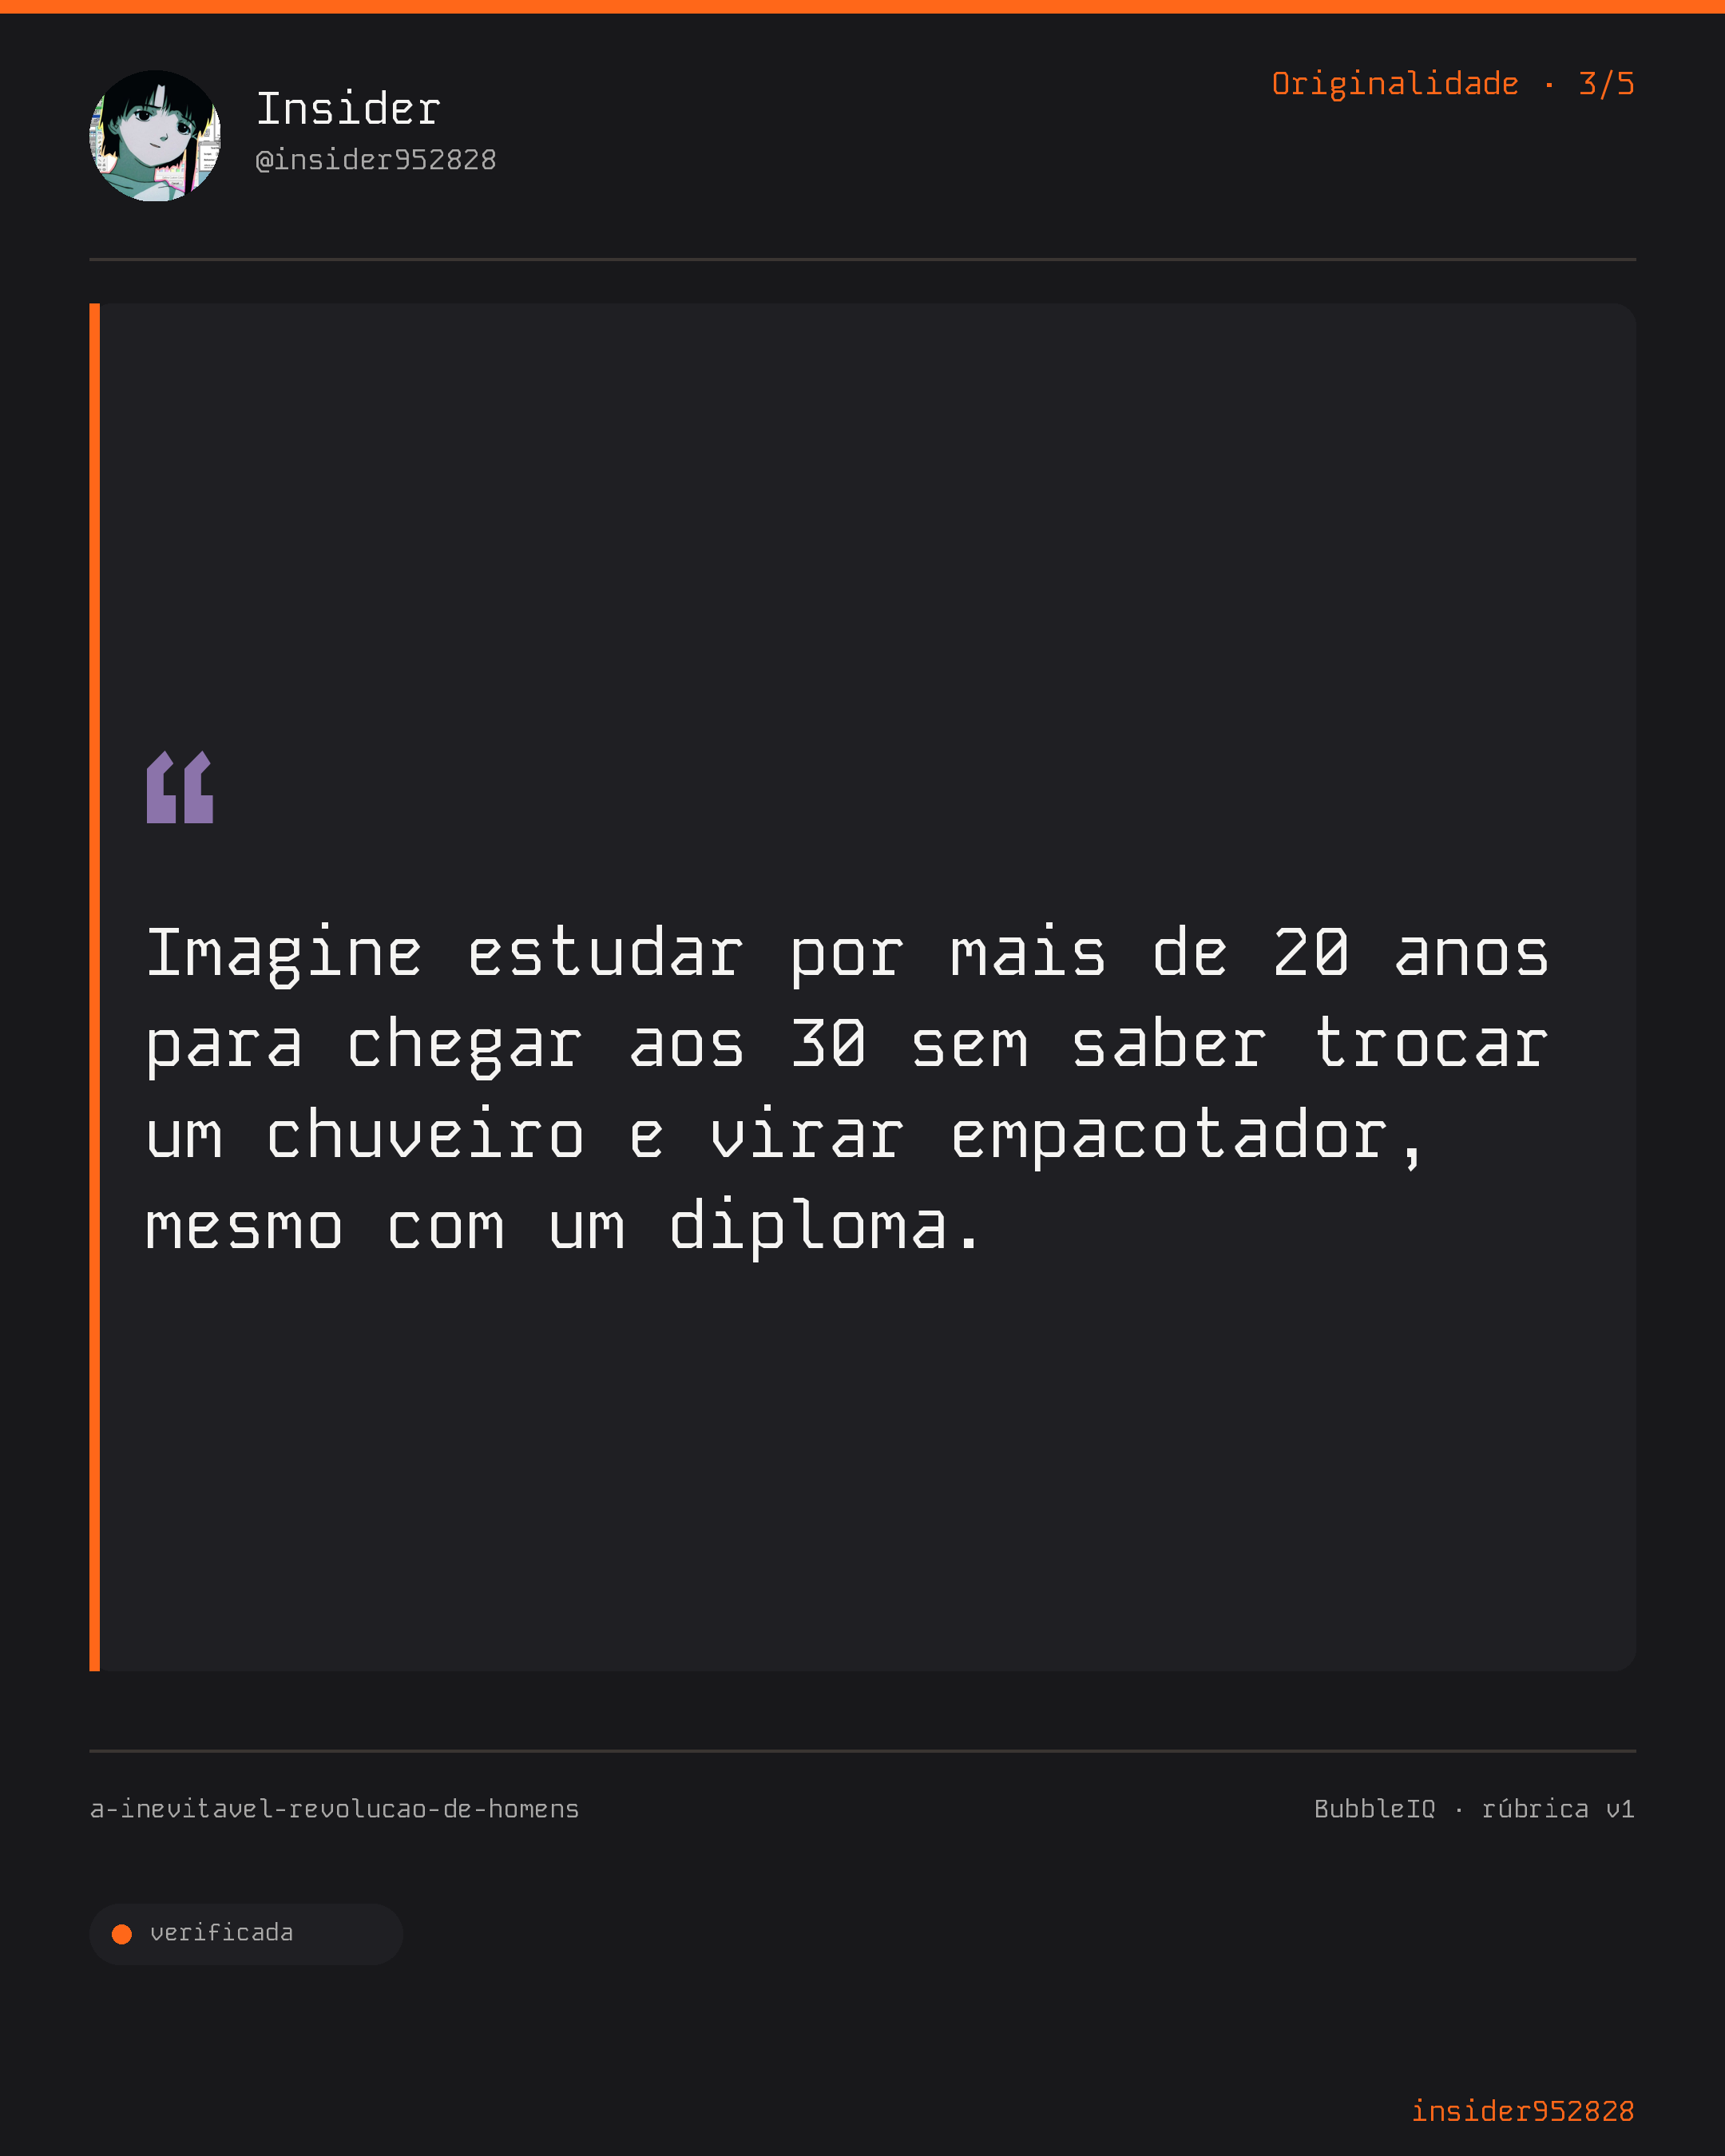 Insider
@insider952828
Originalidade · 3/5
“
Imagine estudar por mais de 20 anos
para chegar aos 30 sem saber trocar
um chuveiro e virar empacotador,
mesmo com um diploma.
a-inevitavel-revolucao-de-homens
BubbleIQ · rúbrica v1
verificada
insider952828